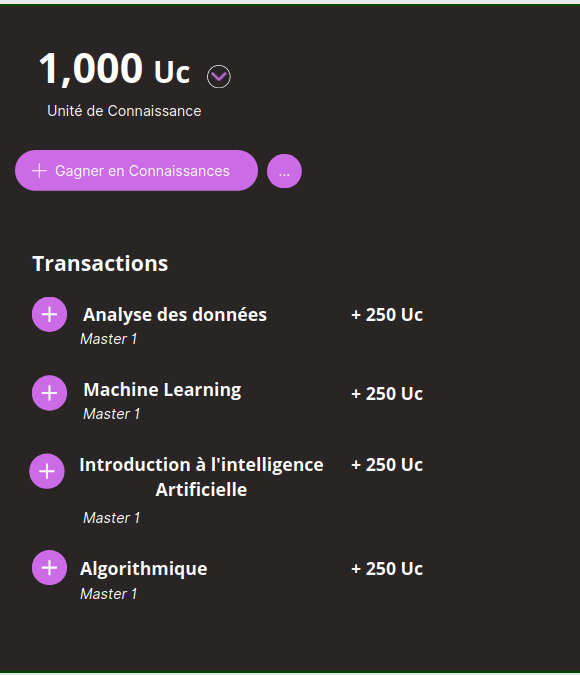 1,000 Uc
Unité de Connaissance
Gagner en Connaissances ...
Transactions
Analyse des données + 250 Uc
Master 1
Machine Learning + 250 Uc
Master 1
Introduction à l'intelligence + 250 Uc
Artificielle
Master 1
Algorithmique + 250 Uc
Master 1